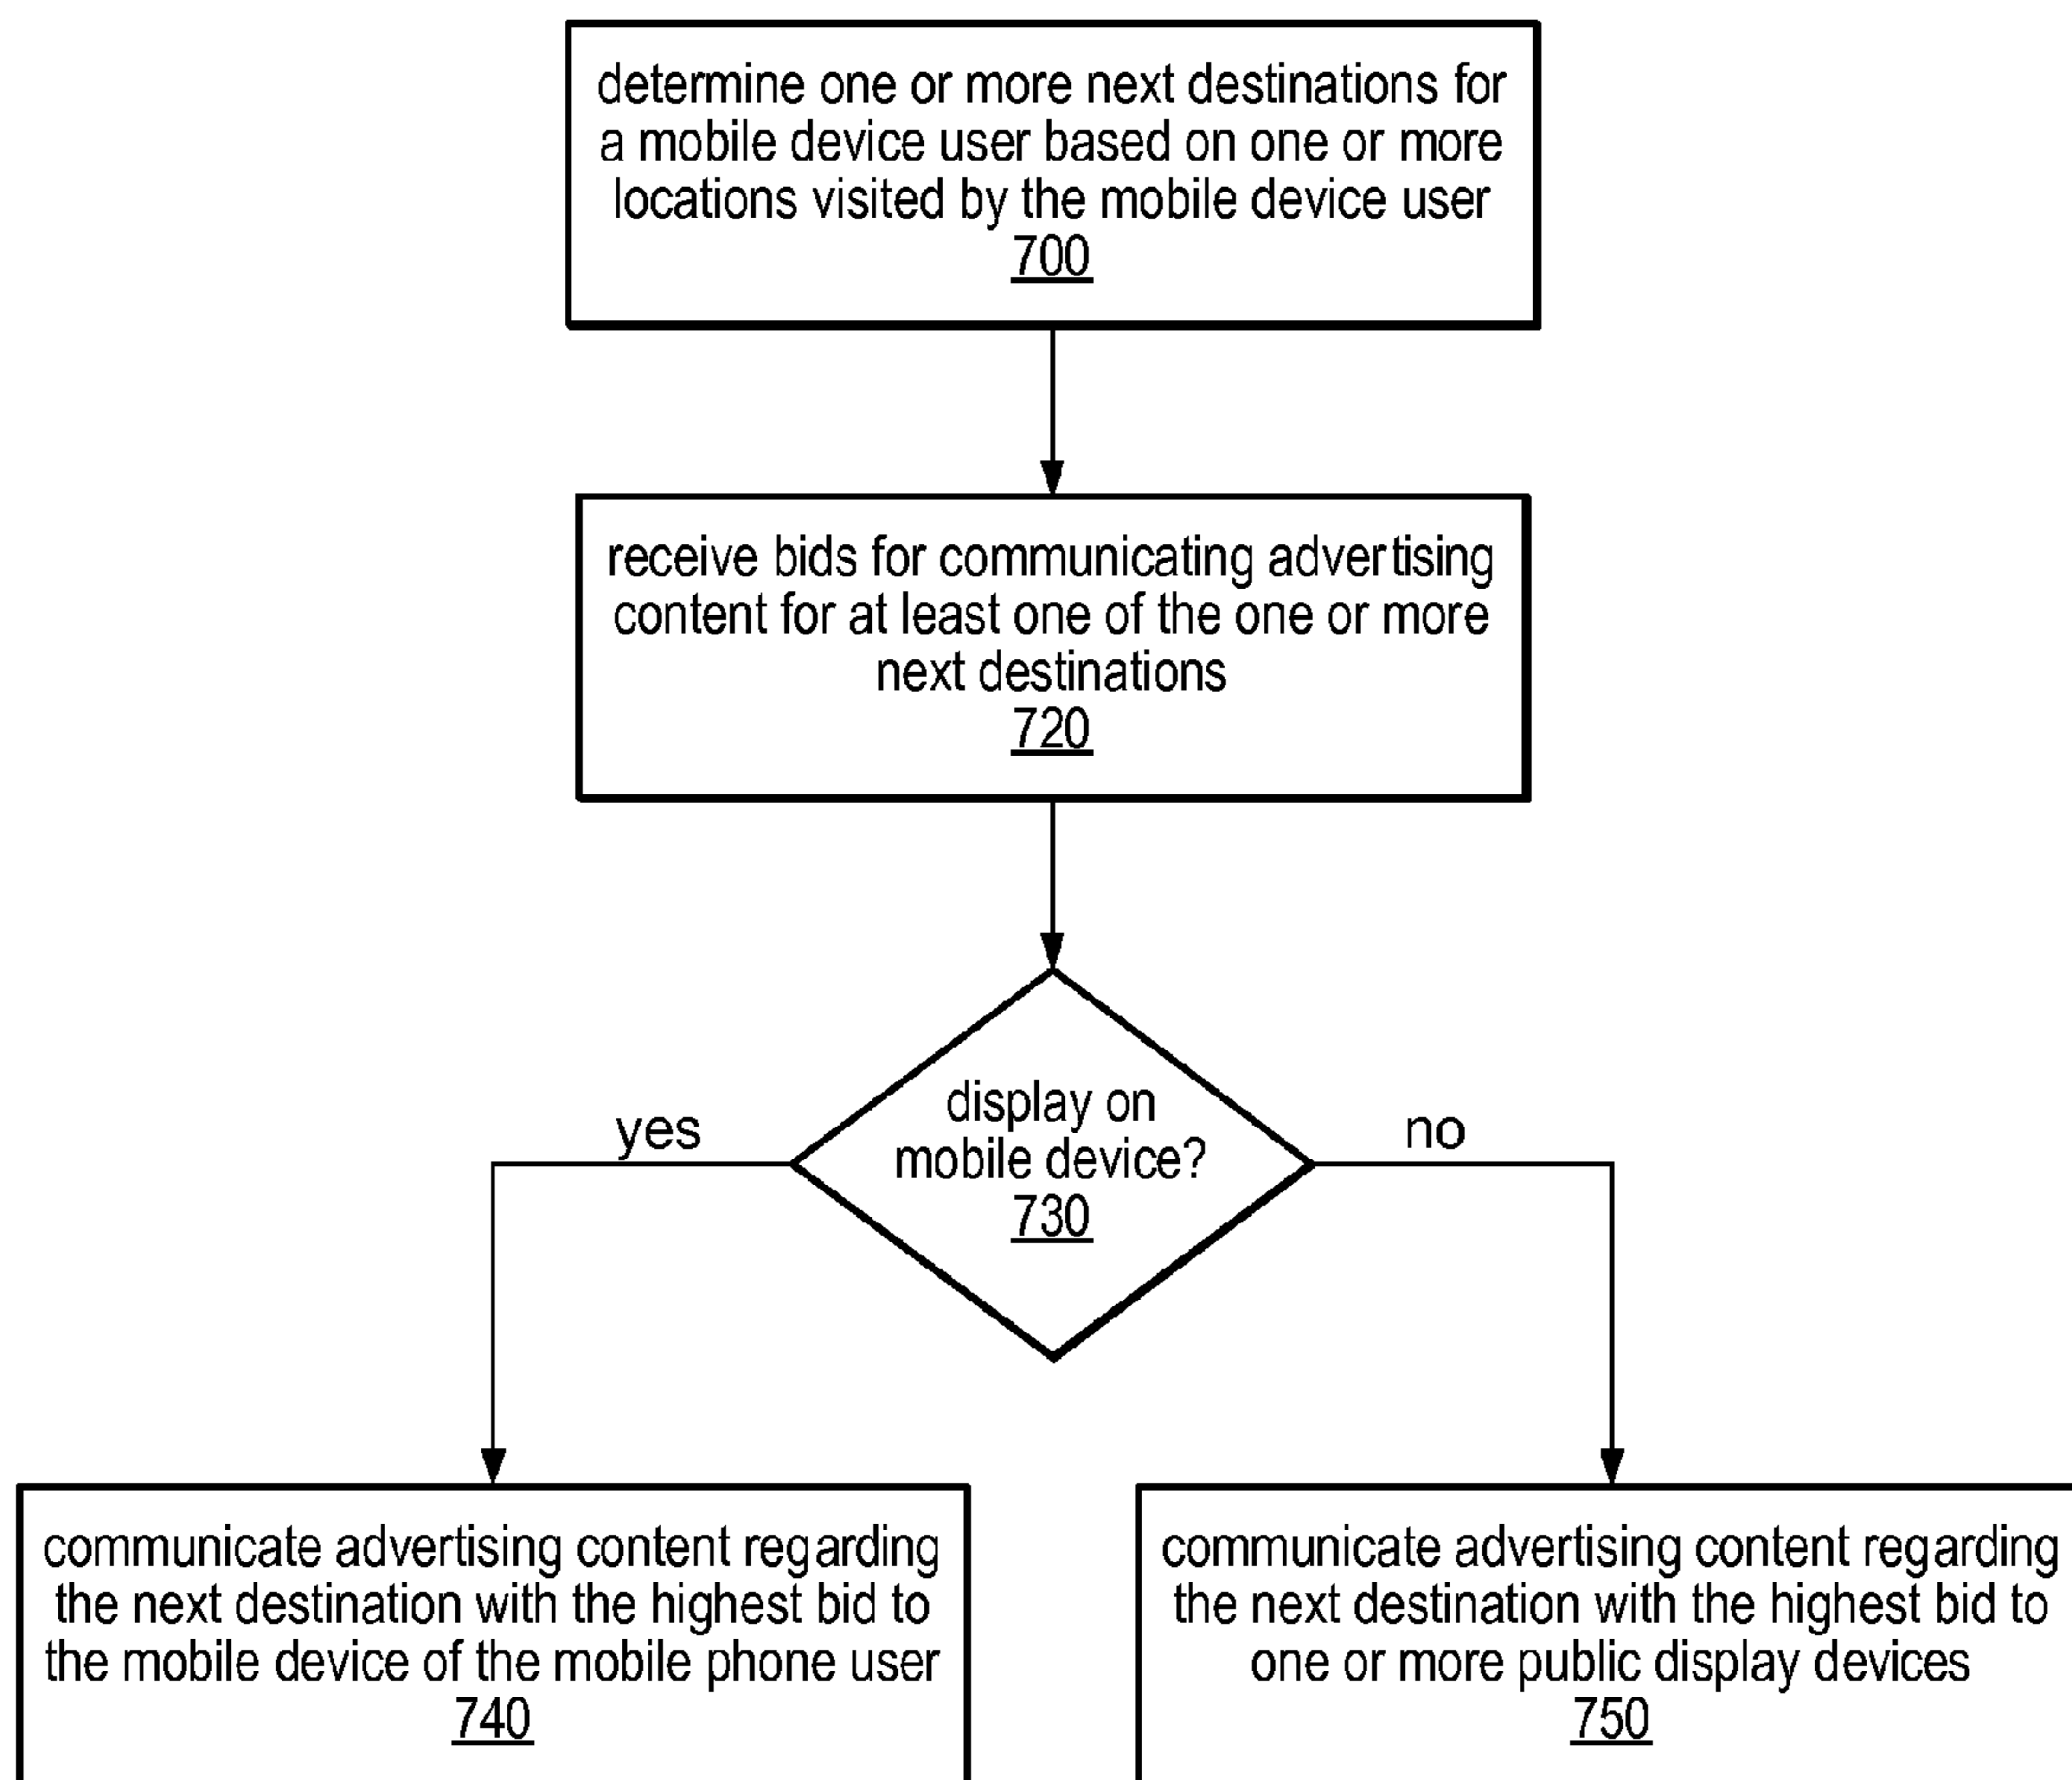 determine one or more next destinations for
a mobile device user based on one or more
locations visited by the mobile device user
700
receive bids for communicating advertising
content for at least one of the one or more
next destinations
720
display on
mobile device?
730
yes
no
communicate advertising content regarding
the next destination with the highest bid to
the mobile device of the mobile phone user
740
communicate advertising content regarding
the next destination with the highest bid to
one or more public display devices
750